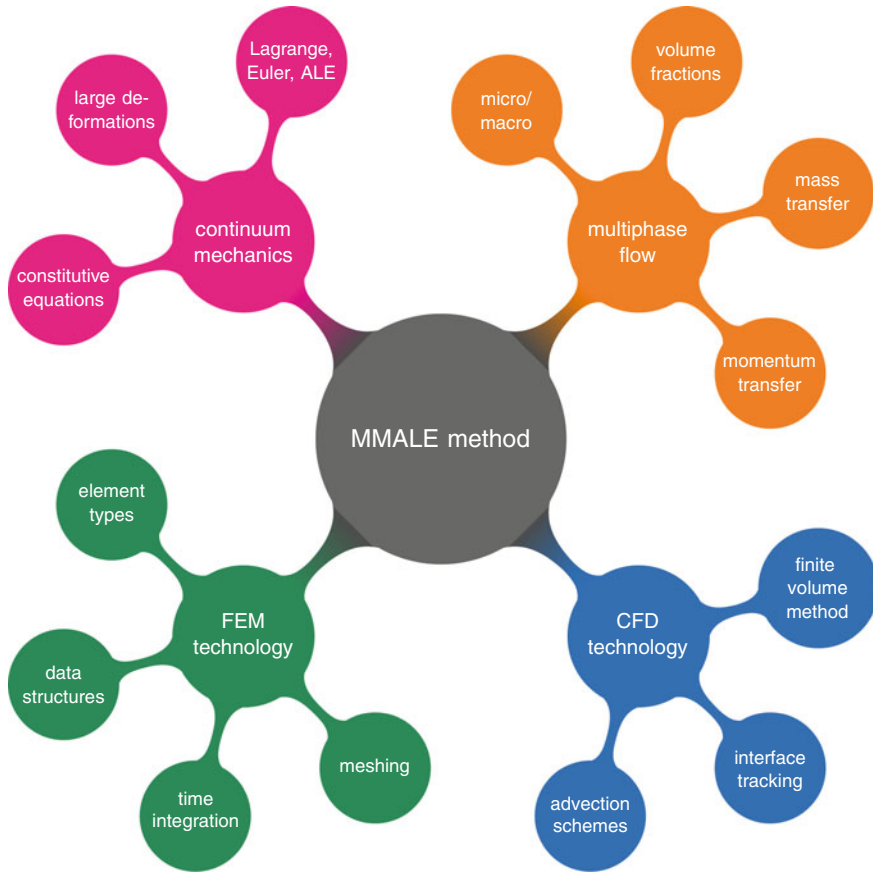 Lagrange,
Euler, ALE
large de-
formations
constitutive
equations
continuum
mechanics
volume
fractions
micro/
macro
mass
transfer
momentum
transfer
multiphase
flow
MMALE method
element
types
data
structures
time
integration
meshing
FEM
technology
finite
volume
method
interface
tracking
advection
schemes
CFD
technology